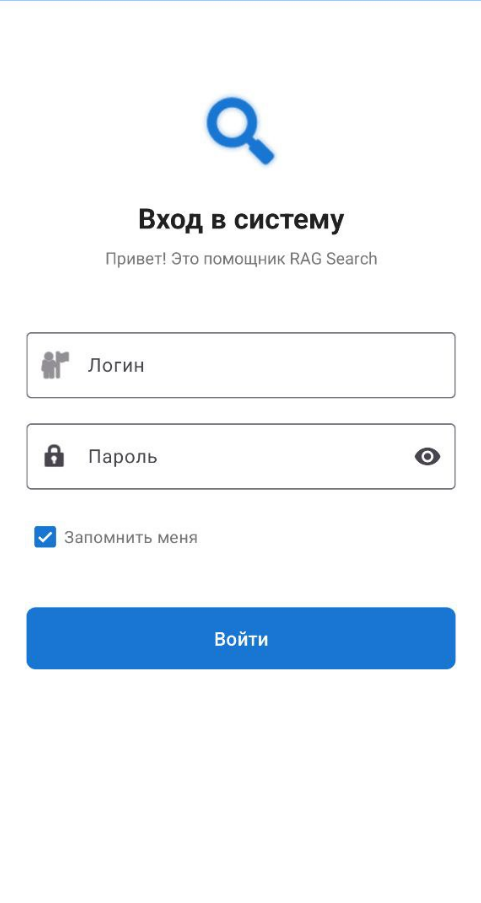 Вход в систему
Привет! Это помощник RAG Search
Логин
Пароль
Запомнить меня
Войти